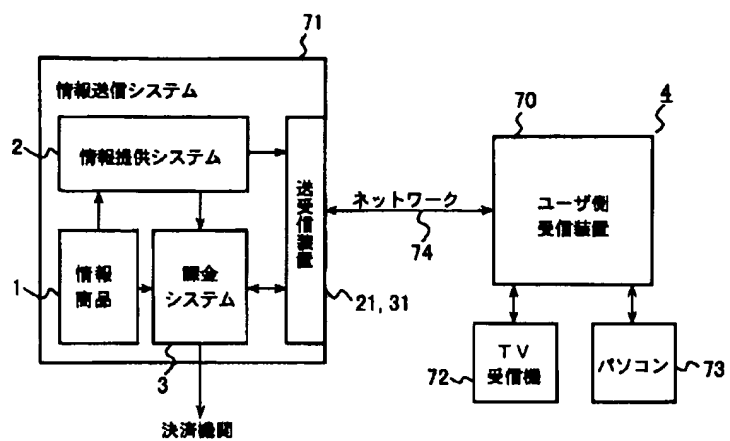 71
情報送信システム
2
情報提供システム
送受信装置
1
情報
商品
課金
システム
3
21, 31
決済機関
ネットワーク
74
70
4
ユーザ側
受信装置
72
TV
受信機
パソコン
73